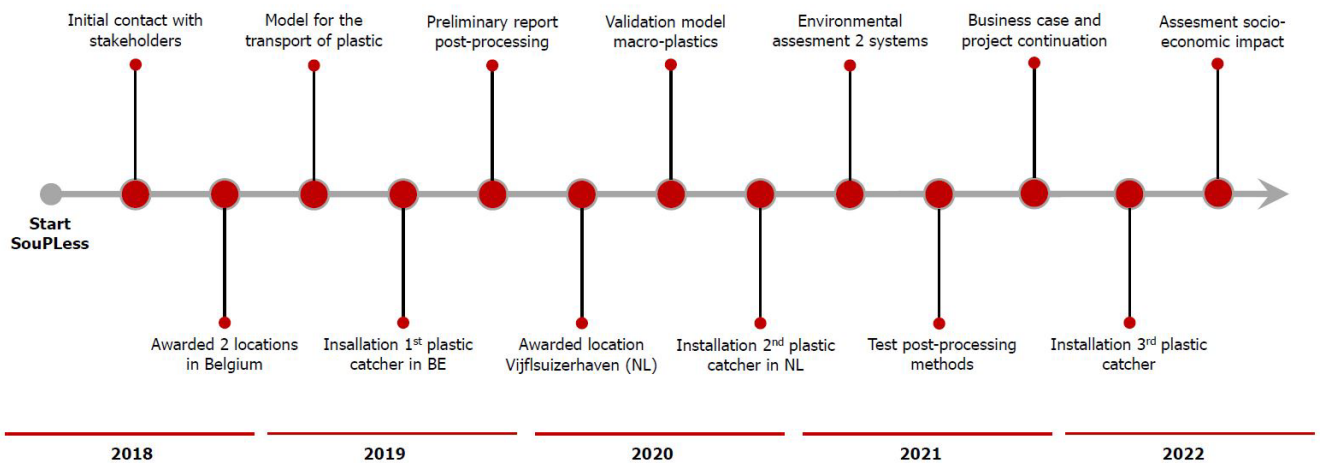 Initial contact with
stakeholders
Model for the
transport of plastic
Preliminary report
post-processing
Validation model
macro-plastics
Environmental
assesment 2 systems
Business case and
project continuation
Assesment socio-
economic impact
Start
SouPLess
Awarded 2 locations
in Belgium
Insallation 1st plastic
catcher in BE
Awarded location
Vijflsuizerhaven (NL)
Installation 2nd plastic
catcher in NL
Test post-processing
methods
Installation 3rd plastic
catcher
2018
2019
2020
2021
2022